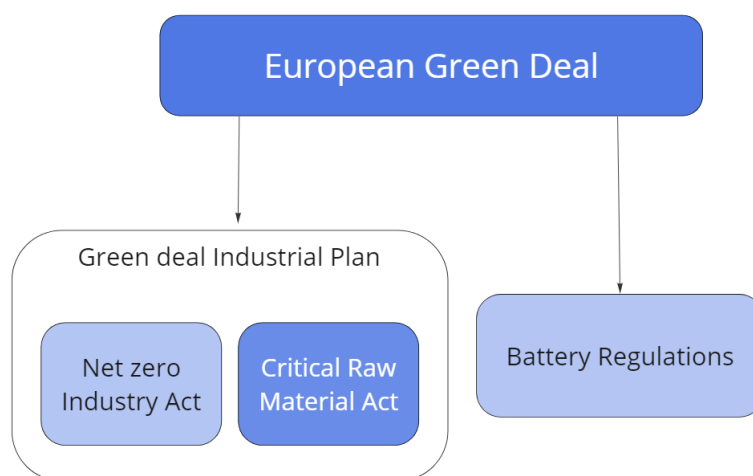 European Green Deal
Green deal Industrial Plan
Net zero
Industry Act
Critical Raw
Material Act
Battery Regulations